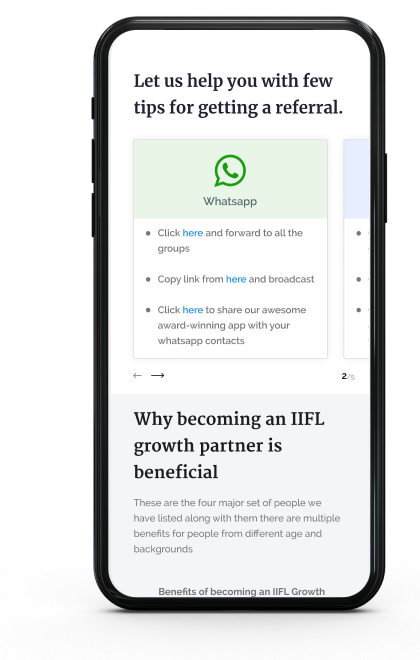 Let us help you with few
tips for getting a referral.
Whatsapp
Click here and forward to all the
groups
Copy link from here and broadcast
Click here to share our awesome
award-winning app with your
whatsapp contacts
2/5
Why becoming an IIFL
growth partner is
beneficial
These are the four major set of people we
have listed along with them there are multiple
benefits for people from different age and
backgrounds
Benefits of becoming an IIFL Growth